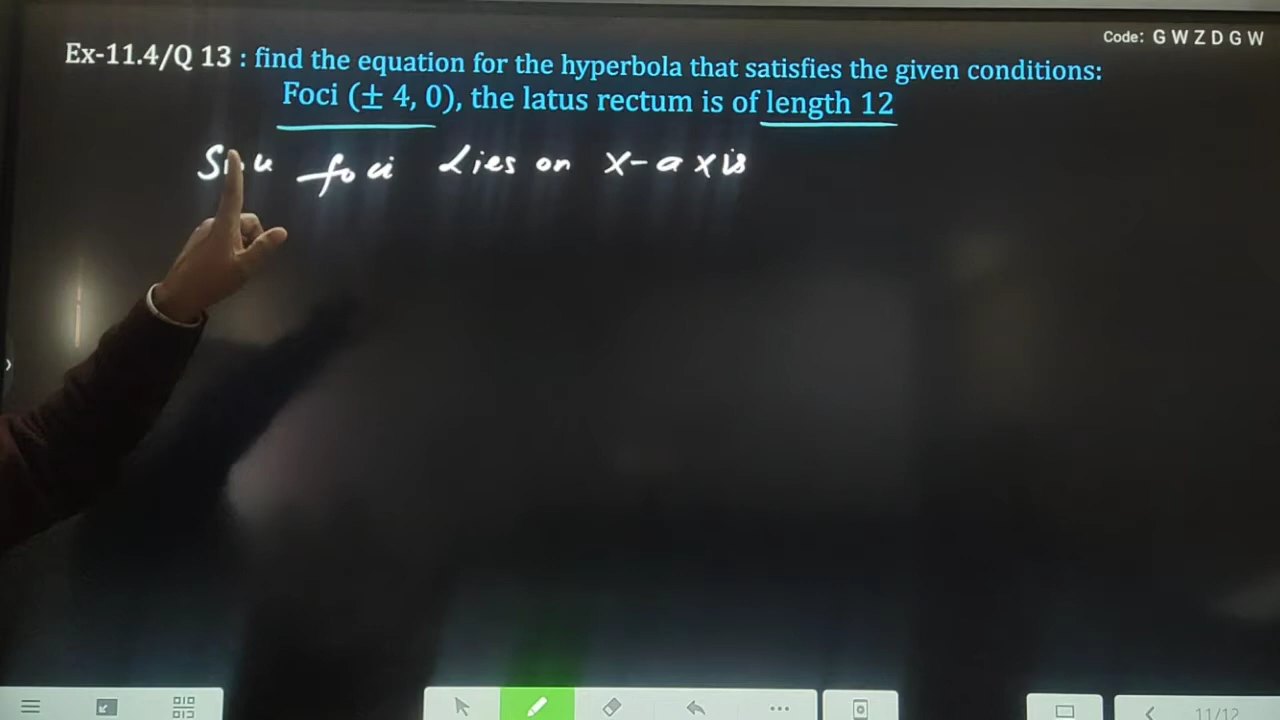 Code: G W Z D G W
Ex-11.4/Q 13 : find the equation for the hyperbola that satisfies the given conditions:
Foci (± 4, 0), the latus rectum is of length 12
foci Lies on x-axis
11/12